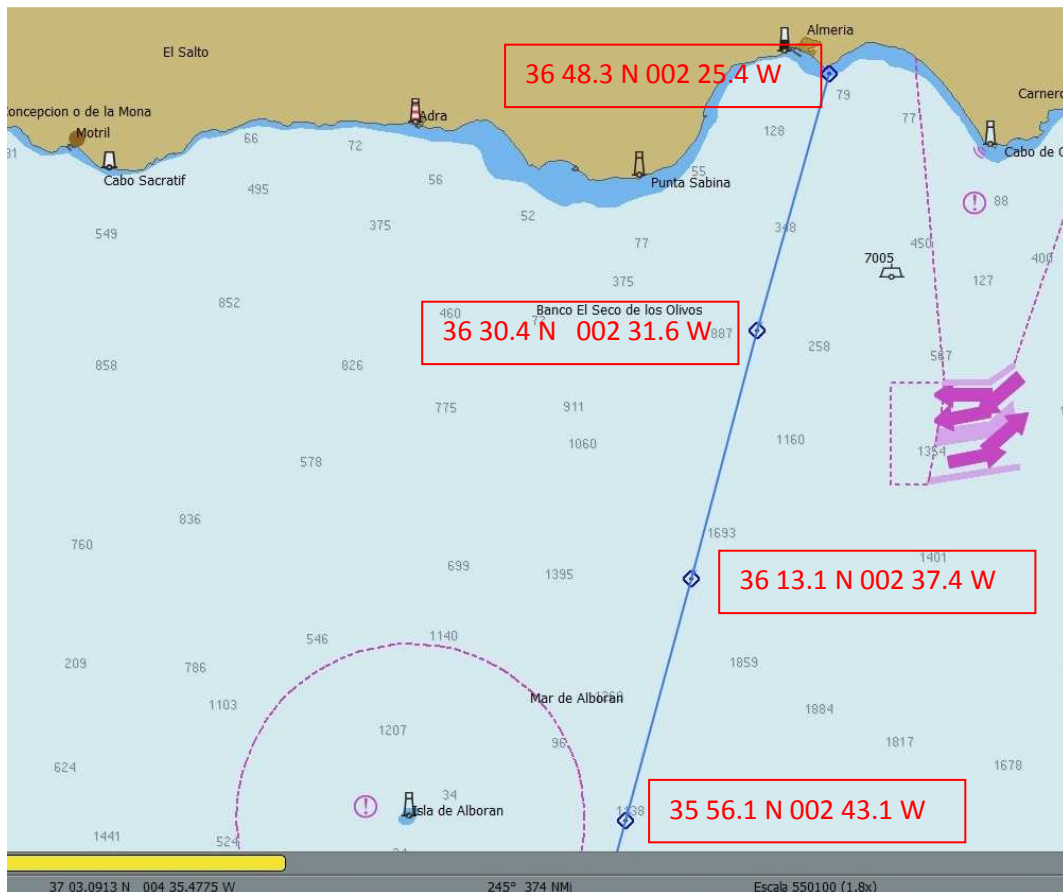 Almeria
El Salto
36 48.3 N 002 25.4 W
79
Concepcion o de la Mona
Adra
77
Carnero
Motril
66
72
128
81
Cabo de G
Cabo Sacratif
495
56
55
Punta Sabina
88
52
549
375
348
77
450
400
7005
375
127
852
460
Banco El Seco de los Olivos
36 30.4 N 002 31.6 W
887
258
858
826
567
775
911
1060
1160
578
1354
836
760
1693
699
1395
1401
36 13.1 N 002 37.4 W
546
1140
209
786
1859
1103
Mar de Alboran
1884
1207
96
1817
624
1678
34
Isla de Alboran
1138
35 56.1 N 002 43.1 W
1441
524
37 03.0913 N 004 35.4775 W
245° 374 NMi
Escala 550100 (1.8x)